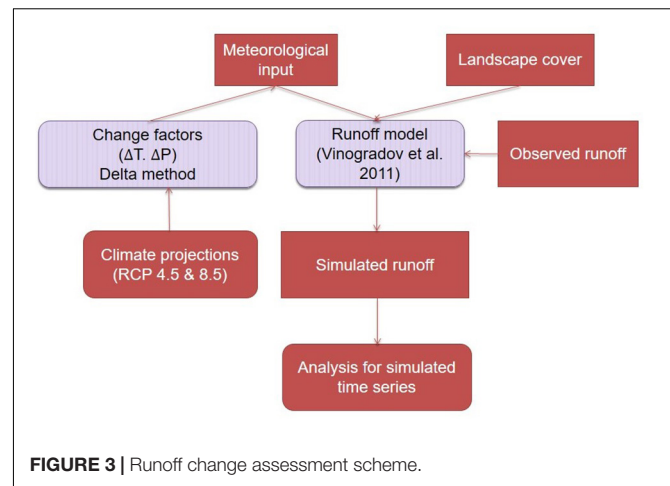 Meteorological
input
Landscape cover
Change factors
(ΔT. ΔP)
Delta method
Runoff model
(Vinogradov et al.
2011)
Observed runoff
Climate projections
(RCP 4.5 & 8.5)
Simulated runoff
Analysis for simulated
time series
FIGURE 3 | Runoff change assessment scheme.